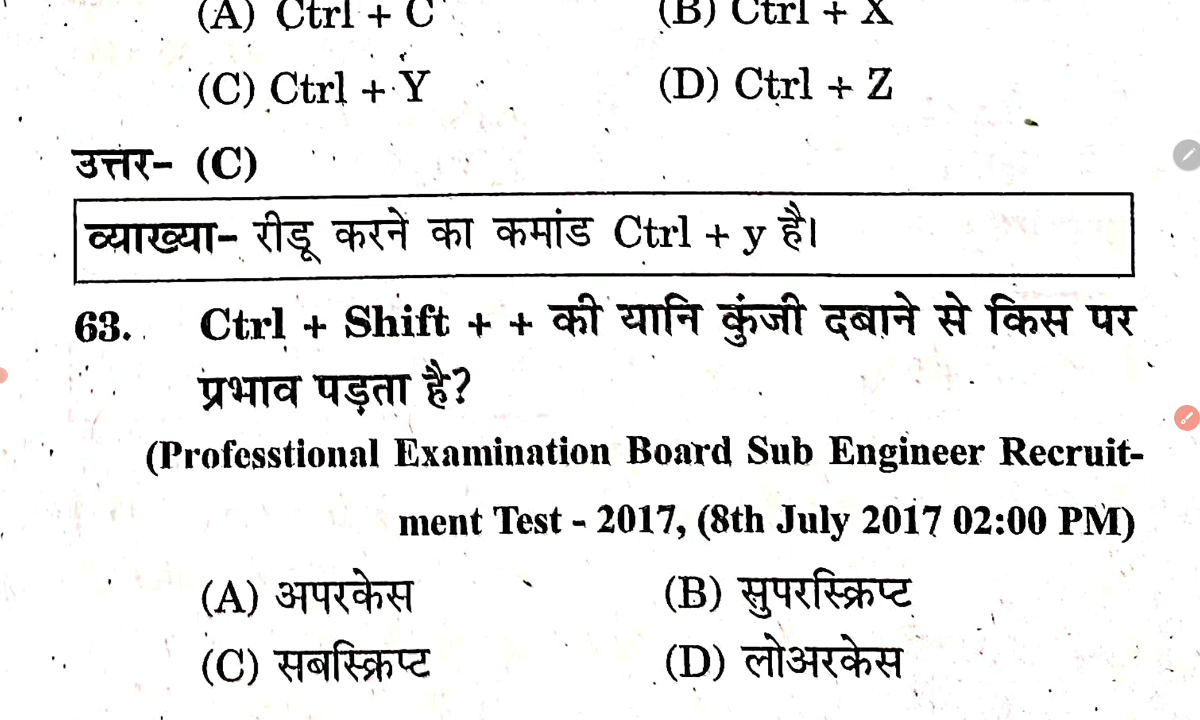 (A) Ctrl + C (B) Ctrl + X
(C) Ctrl + Y (D) Ctrl + Z
उत्तर- (C)
व्याख्या- रीडू करने का कमांड Ctrl + y है।
63. Ctrl + Shift + + की यानि कुंजी दबाने से किस पर
प्रभाव पड़ता है?
(Professtional Examination Board Sub Engineer Recruit-
ment Test - 2017, (8th July 2017 02:00 PM)
(A) अपरकेस (B) सुपरस्क्रिप्ट
(C) सबस्क्रिप्ट (D) लोअरकेस